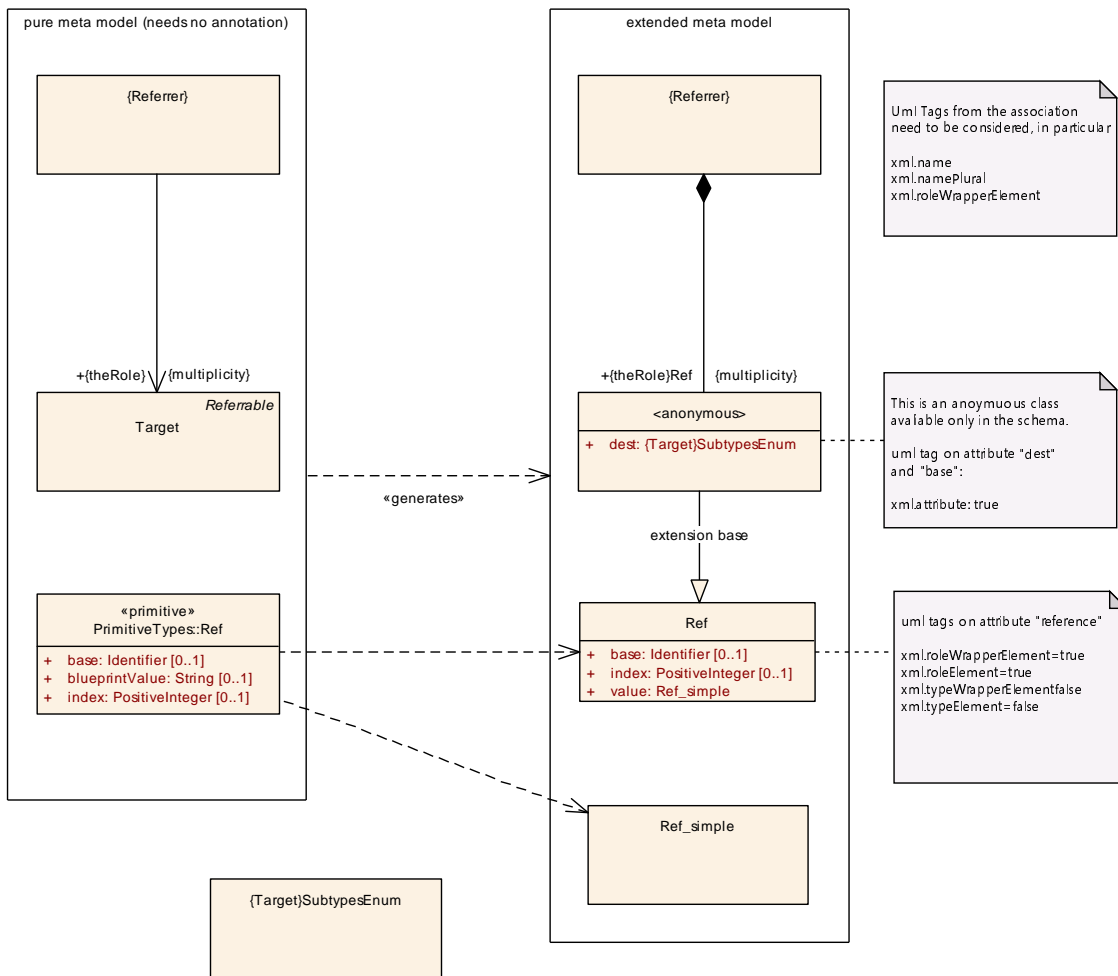 pure meta model (needs no annotation)
{Referrer}
+{theRole}
{multiplicity}
Referrable
Target
«primitive»
PrimitiveTypes::Ref
+ base: Identifier [0..1]
+ blueprintValue: String [0..1]
+ index: PositiveInteger [0..1]
«generates»
{Target}SubtypesEnum
extended meta model
{Referrer}
+{theRole}Ref
{multiplicity}
<anonymous>
+ dest: {Target}SubtypesEnum
extension base
Ref
+ base: Identifier [0..1]
+ index: PositiveInteger [0..1]
+ value: Ref_simple
Ref_simple
Uml Tags from the association
need to be considered, in particular
xml.name
xml.namePlural
xml.roleWrapperElement
This is an anoymuous class
available only in the schema.
uml tag on attribute "dest"
and "base":
xml.attribute: true
uml tags on attribute "reference"
xml.roleWrapperElement=true
xml.roleElement=true
xml.typeWrapperElementfalse
xml.typeElement=false